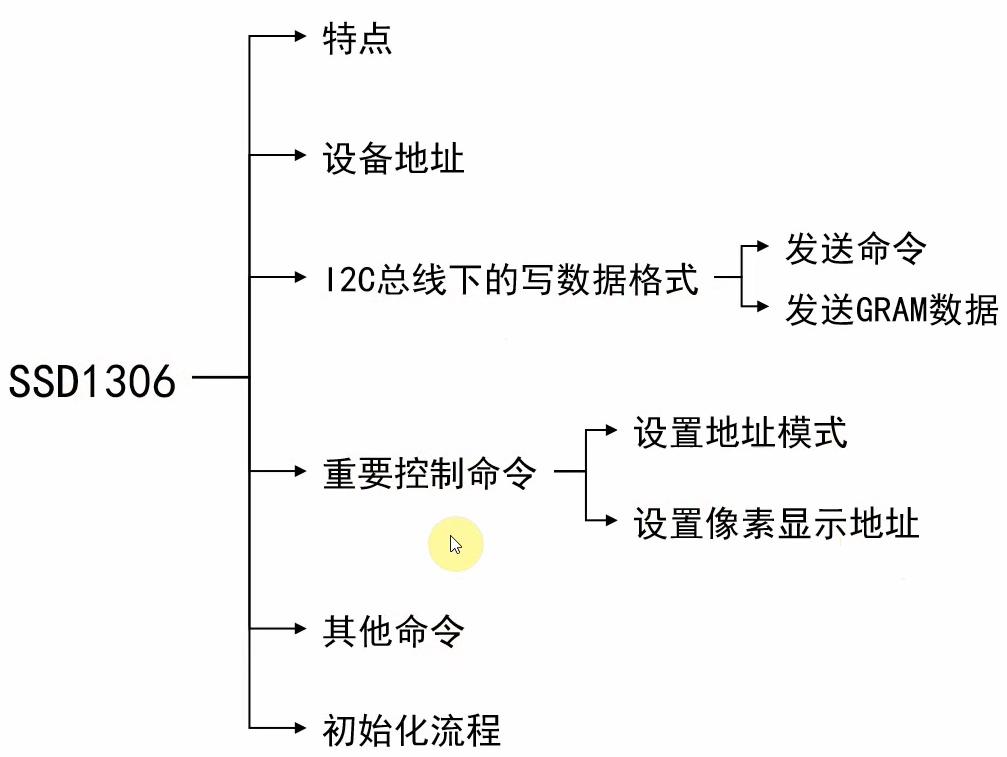 特点
设备地址
I2C总线下的写数据格式
发送命令
发送GRAM数据
SSD1306
重要控制命令
设置地址模式
设置像素显示地址
其他命令
初始化流程